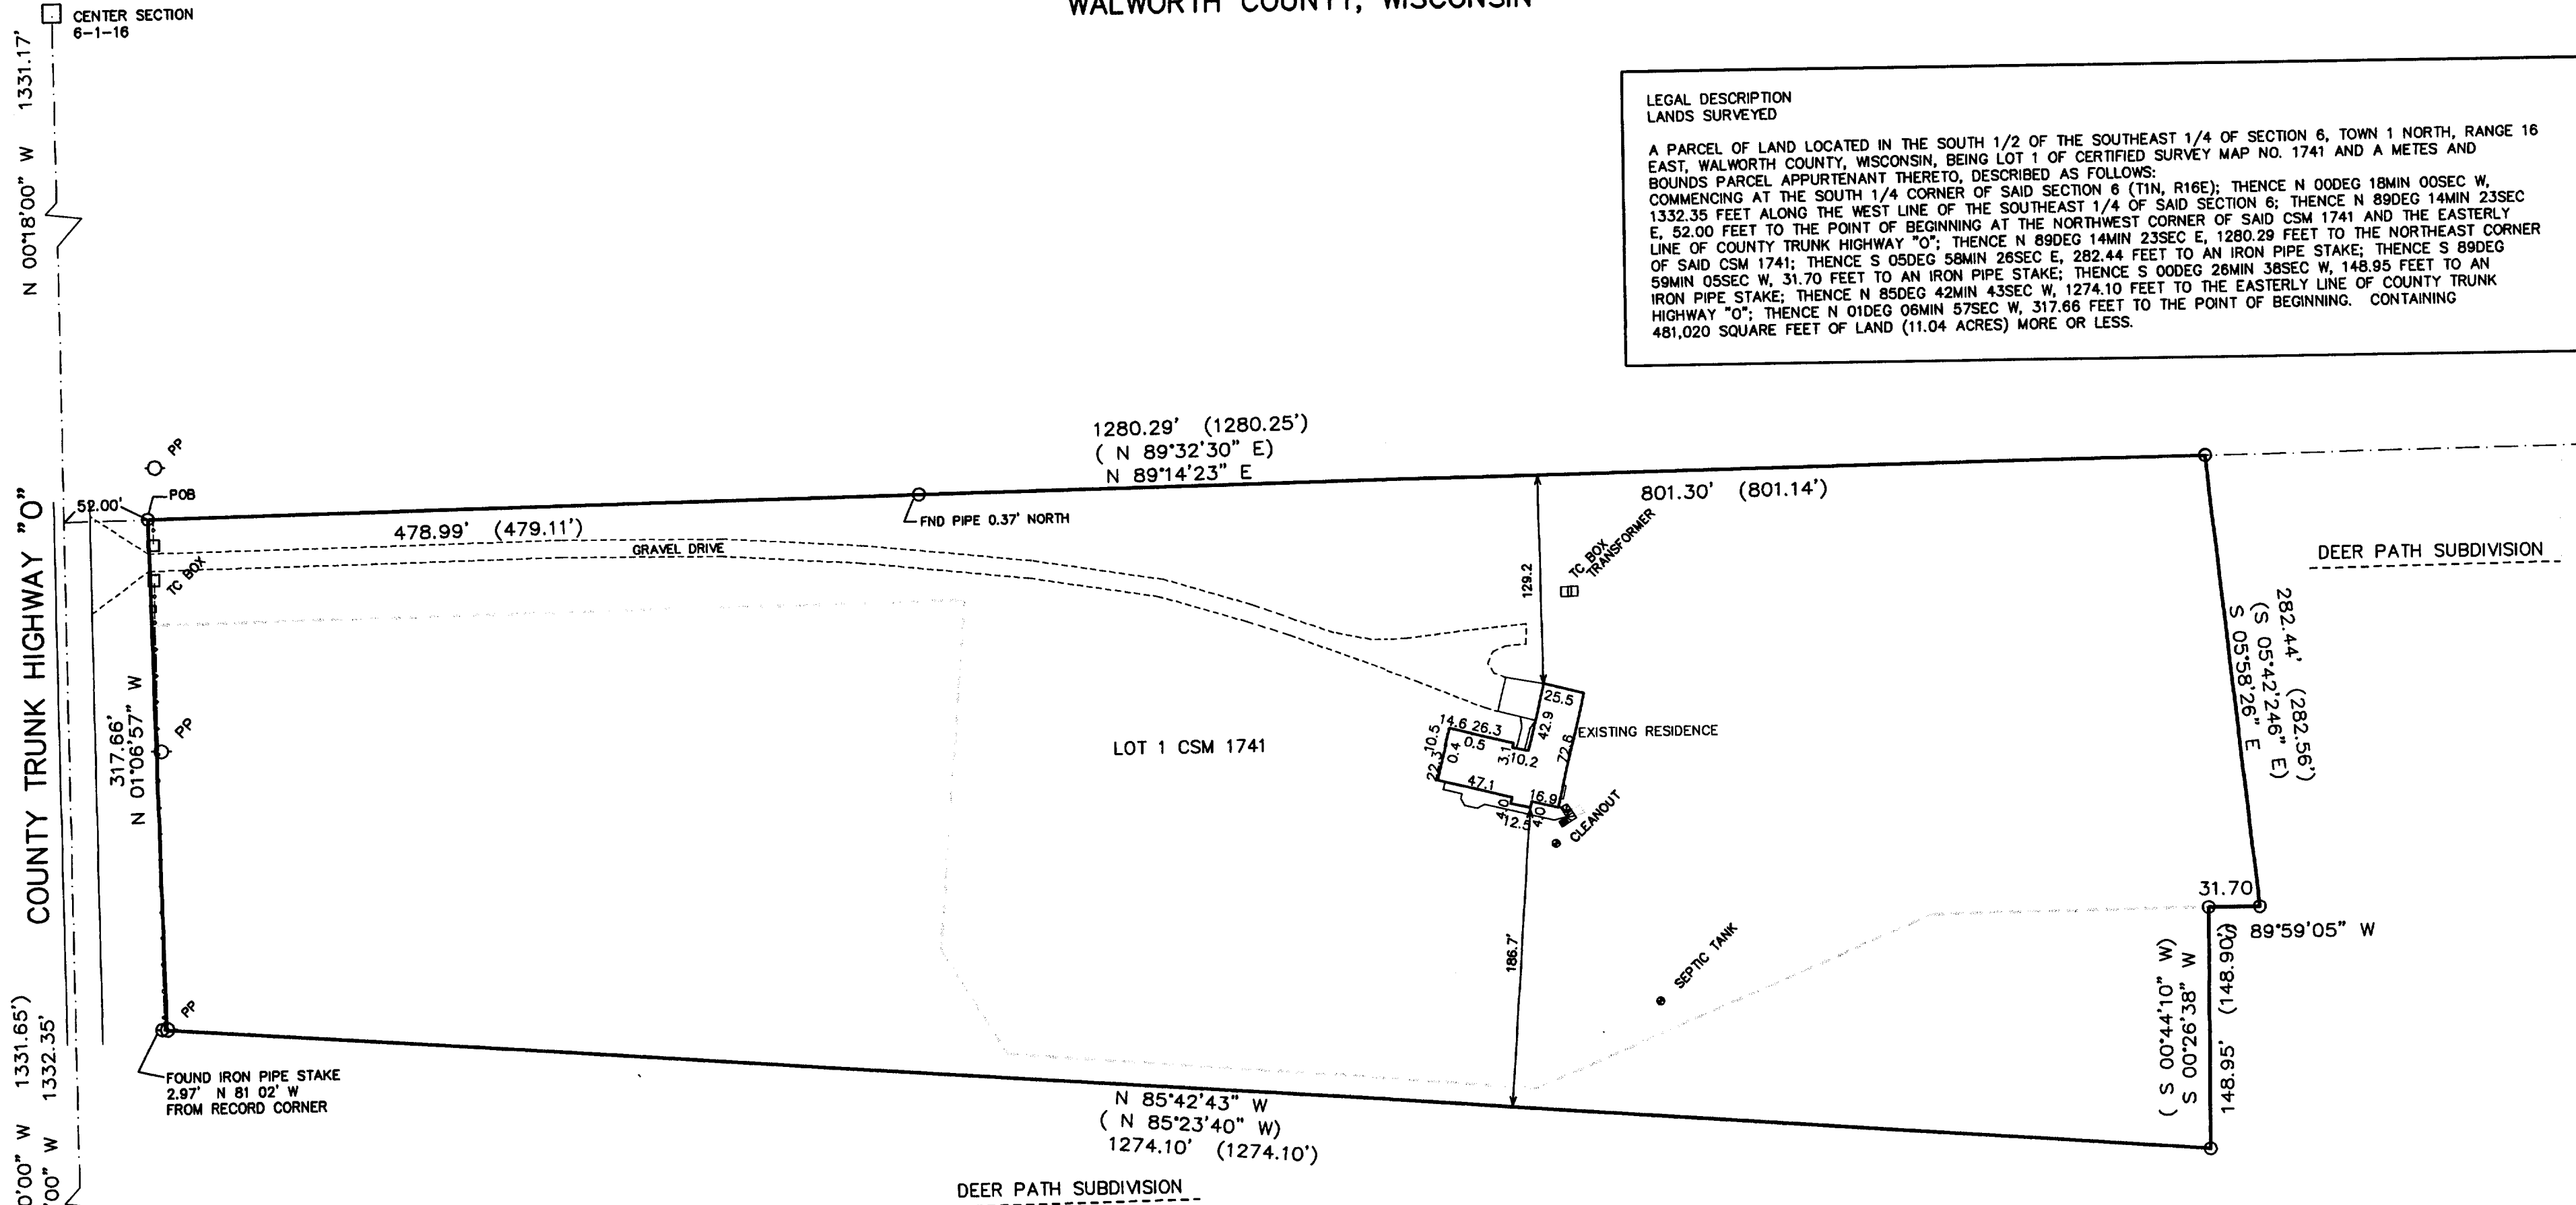 WALWORTH COUNTY, WISCONSIN
CENTER SECTION
6-1-16
N 00°18'00" W 1331.17'
LEGAL DESCRIPTION
LANDS SURVEYED
A PARCEL OF LAND LOCATED IN THE SOUTH 1/2 OF THE SOUTHEAST 1/4 OF SECTION 6, TOWN 1 NORTH, RANGE 16
EAST, WALWORTH COUNTY, WISCONSIN, BEING LOT 1 OF CERTIFIED SURVEY MAP NO. 1741 AND A METES AND
BOUNDS PARCEL APPURTENANT THERETO, DESCRIBED AS FOLLOWS:
COMMENCING AT THE SOUTH 1/4 CORNER OF SAID SECTION 6 (T1N, R16E); THENCE N 00DEG 18MIN 00SEC W,
1332.35 FEET ALONG THE WEST LINE OF THE SOUTHEAST 1/4 OF SAID SECTION 6; THENCE N 89DEG 14MIN 23SEC
E, 52.00 FEET TO THE POINT OF BEGINNING AT THE NORTHWEST CORNER OF SAID CSM 1741 AND THE EASTERLY
LINE OF COUNTY TRUNK HIGHWAY "O"; THENCE N 89DEG 14MIN 23SEC E, 1280.29 FEET TO THE NORTHEAST CORNER
OF SAID CSM 1741; THENCE S 05DEG 58MIN 26SEC E, 282.44 FEET TO AN IRON PIPE STAKE; THENCE S 89DEG
59MIN 05SEC W, 31.70 FEET TO AN IRON PIPE STAKE; THENCE S 00DEG 26MIN 38SEC W, 148.95 FEET TO AN
IRON PIPE STAKE; THENCE N 85DEG 42MIN 43SEC W, 1274.10 FEET TO THE EASTERLY LINE OF COUNTY TRUNK
HIGHWAY "O"; THENCE N 01DEG 06MIN 57SEC W, 317.66 FEET TO THE POINT OF BEGINNING. CONTAINING
481,020 SQUARE FEET OF LAND (11.04 ACRES) MORE OR LESS.
1280.29' (1280.25')
( N 89°32'30" E)
N 89°14'23" E
PP
POB
52.00'
478.99' (479.11')
FND PIPE 0.37' NORTH
801.30' (801.14')
GRAVEL DRIVE
TC BOX
TC BOX
TRANSFORMER
129.2
DEER PATH SUBDIVISION
282.44' (282.56')
(S 05°42'246" E)
S 05°58'26" E
COUNTY TRUNK HIGHWAY "O"
317.66'
N 01°06'57" W
PP
LOT 1 CSM 1741
25.5
42.9
72.6
EXISTING RESIDENCE
14.6
26.3
10.5
0.5
0.4
3.1
10.2
22.3
47.1
16.9
4.0
12.5
4.0
CLEANOUT
31.70
S 89°59'05" W
186.7'
SEPTIC TANK
( S 00°44'10" W)
S 00°26'38" W
148.95' (148.90')
PP
FOUND IRON PIPE STAKE
2.97' N 81 02' W
FROM RECORD CORNER
0'00" W 1331.65')
'00" W 1332.35'
N 85°42'43" W
( N 85°23'40" W)
1274.10' (1274.10')
DEER PATH SUBDIVISION